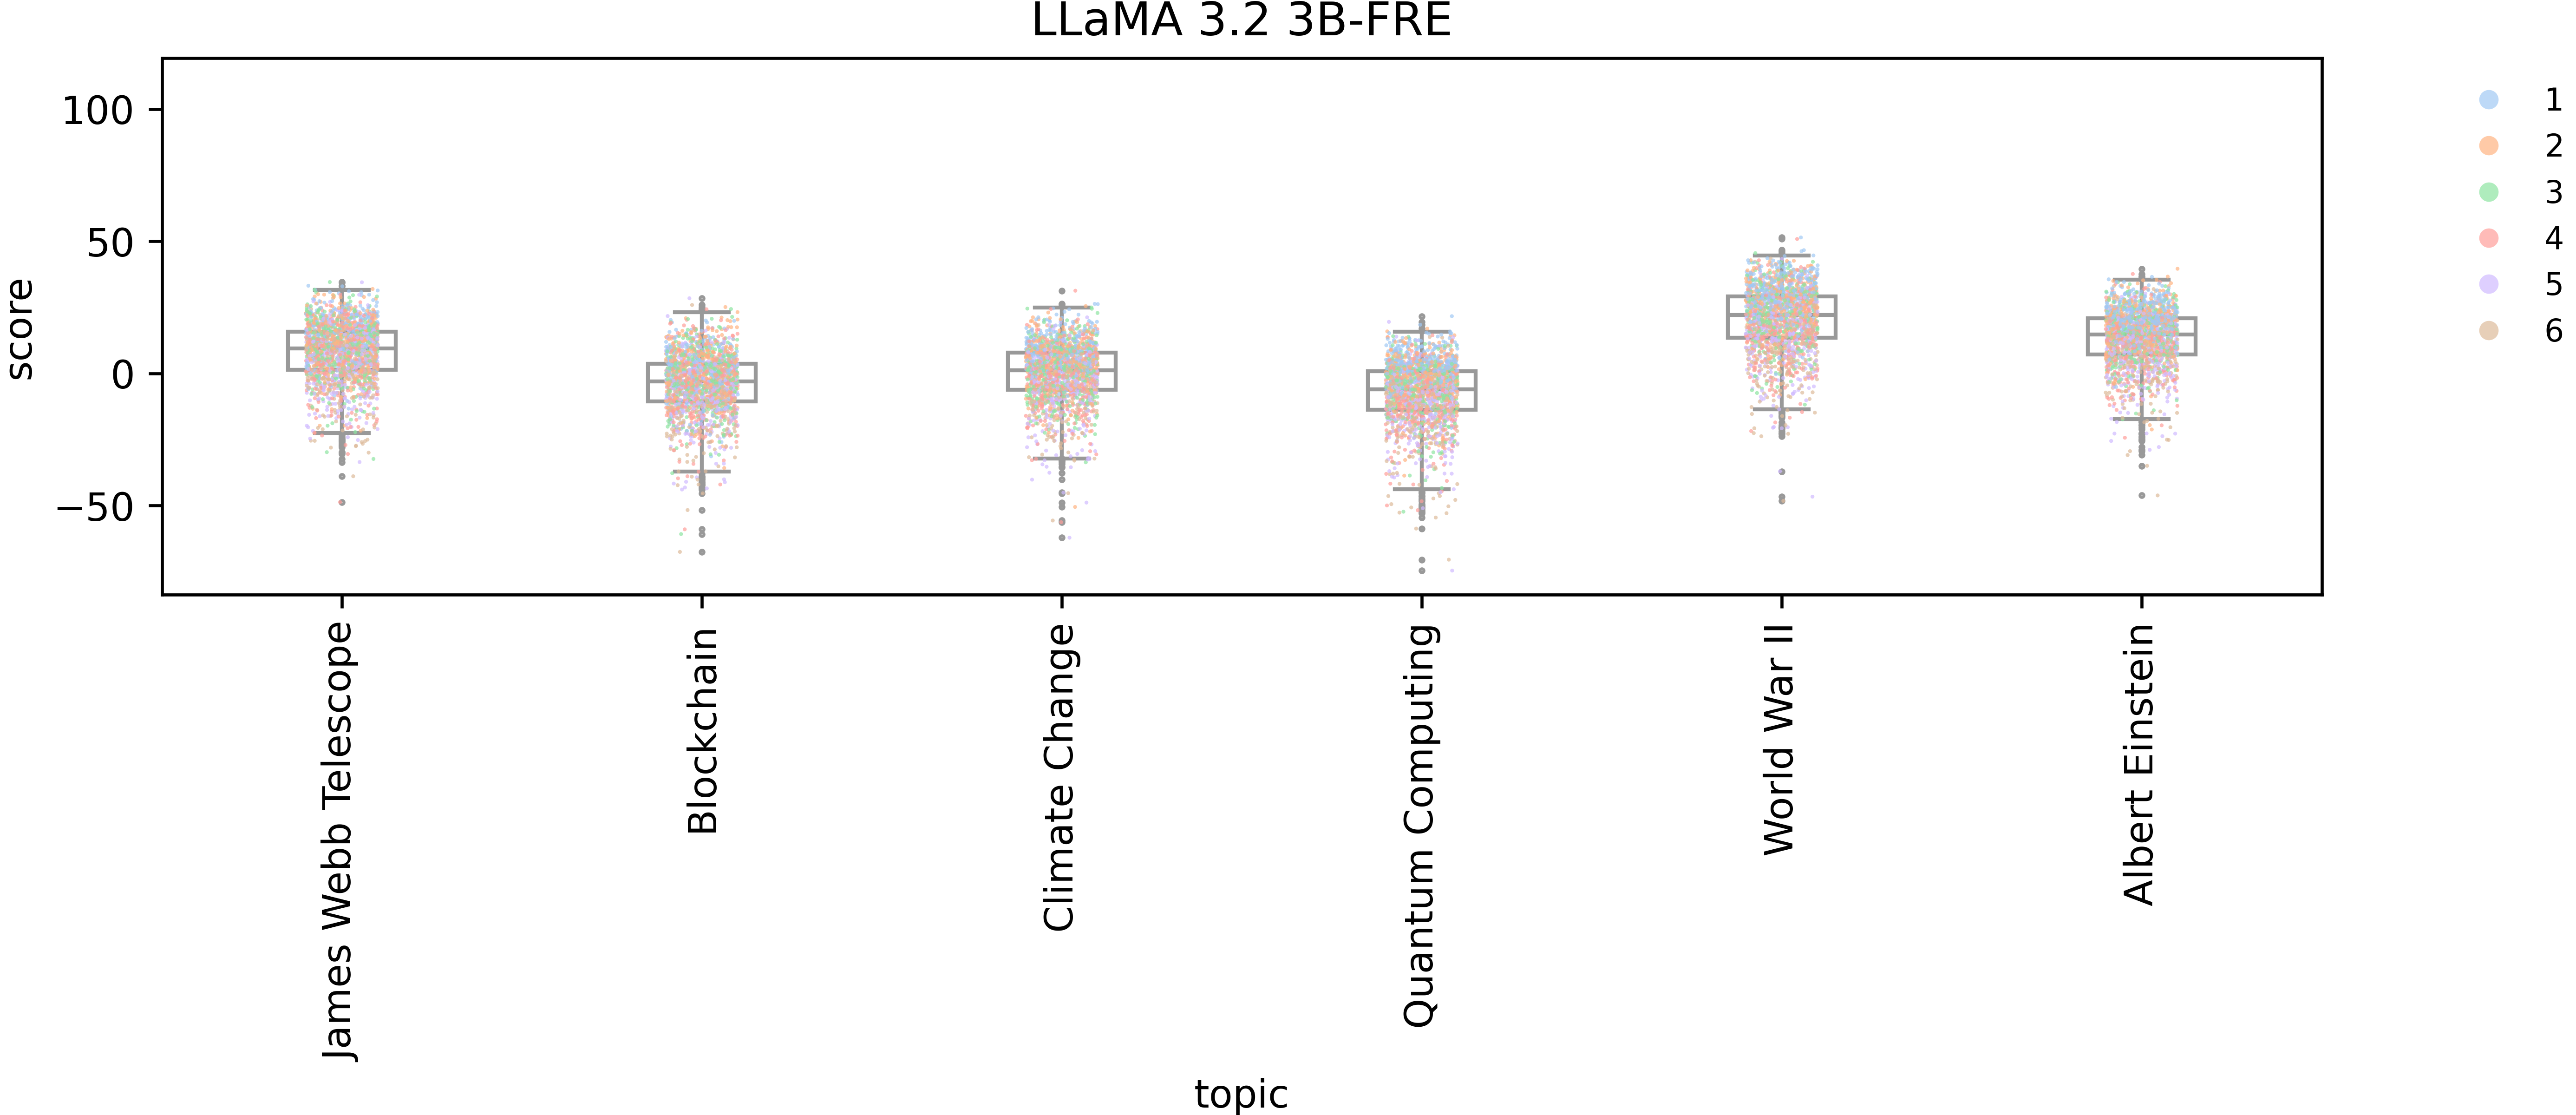 LLaMA 3.2 3B-FRE
score
100
50
0
−50
1
2
3
4
5
6
James Webb Telescope
Blockchain
Climate Change
Quantum Computing
World War II
Albert Einstein
topic